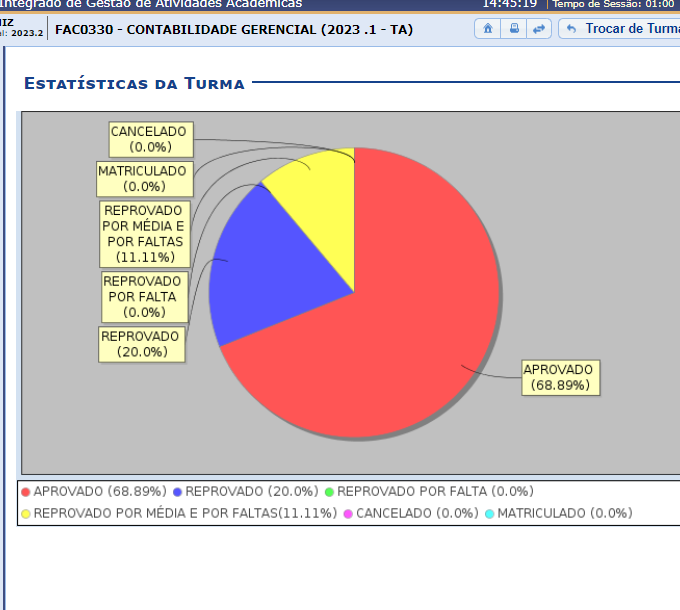 Integrado de Gestão de Atividades Acadêmicas 14:45:19 Tempo de Sessão: 01:00
IZ
al: 2023.2 FAC0330 - CONTABILIDADE GERENCIAL (2023 .1 - TA) Trocar de Turma
Estatísticas da Turma
CANCELADO
(0.0%)
MATRICULADO
(0.0%)
REPROVADO
POR MÉDIA E
POR FALTAS
(11.11%)
REPROVADO
POR FALTA
(0.0%)
REPROVADO
(20.0%)
APROVADO
(68.89%)
APROVADO (68.89%) REPROVADO (20.0%) REPROVADO POR FALTA (0.0%)
REPROVADO POR MÉDIA E POR FALTAS(11.11%) CANCELADO (0.0%) MATRICULADO (0.0%)